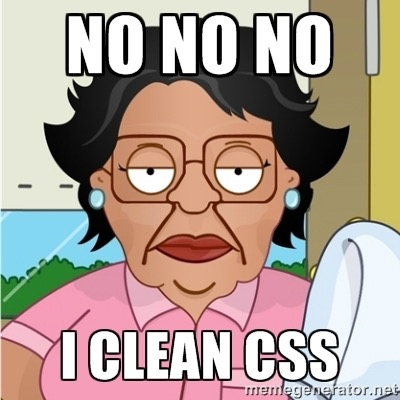 NO NO NO
I CLEAN CSS
memegenerator.net